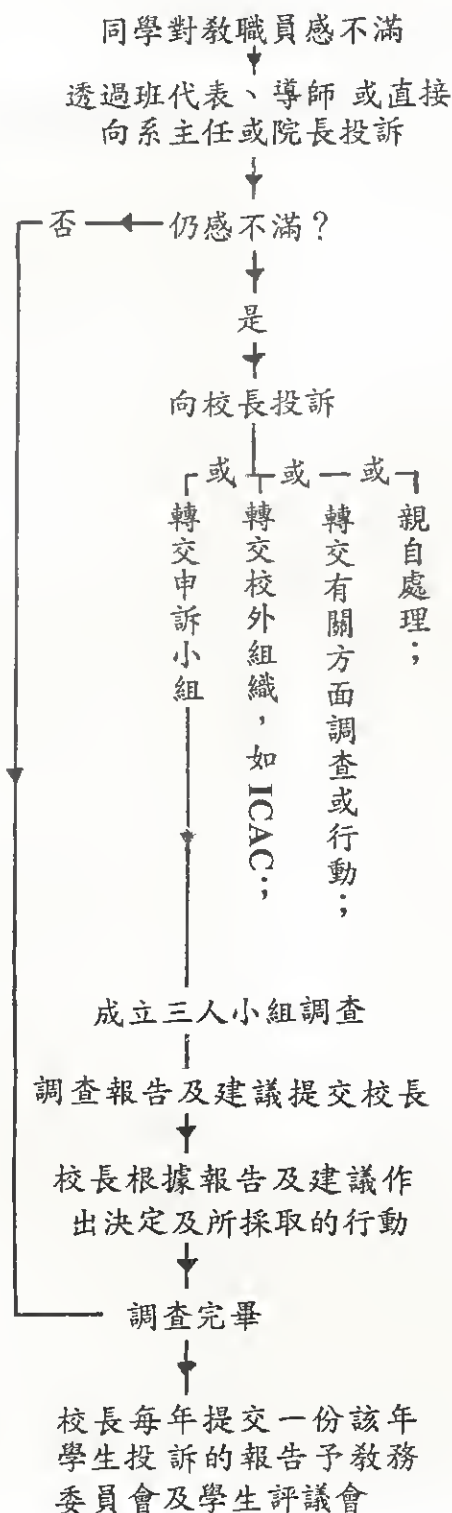 同學對教職員感不滿
透過班代表、導師 或直接
向系主任或院長投訴
否
仍感不滿？
是
向校長投訴
或
或
或
親自處理；
轉交有關方面調查或行動；
轉交校外組織，如ICAC；
轉交申訴小組
成立三人小組調查
調查報告及建議提交校長
校長根據報告及建議作
出決定及所採取的行動
調查完畢
校長每年提交一份該年
學生投訴的報告予教務
委員會及學生評議會